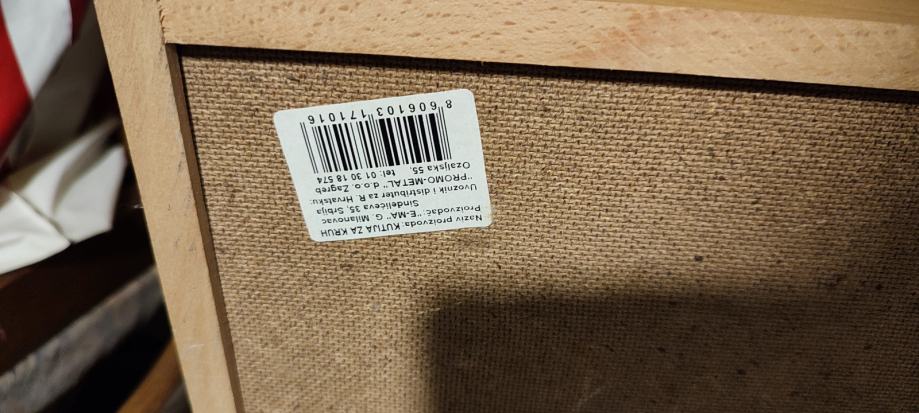 Naziv proizvoda: KUTIJA ZA KRUH
Proizvođač: "E-MA" G. Milanovac
Sinđelićeva 35, Srbija
Uvoznik i distributer za R. Hrvatsku:
"PROMO-METAL" d.o.o. Zagreb
Ozaljska 55, tel: 01 30 18 574
8 606103 171016